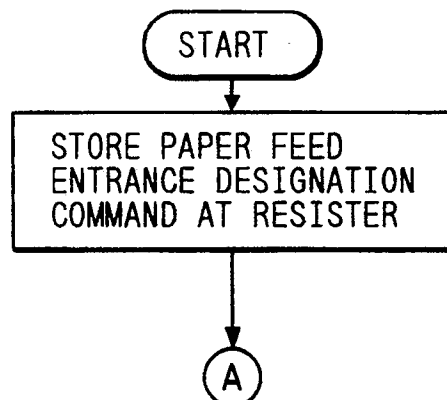 START
STORE PAPER FEED
ENTRANCE DESIGNATION
COMMAND AT RESISTER
A